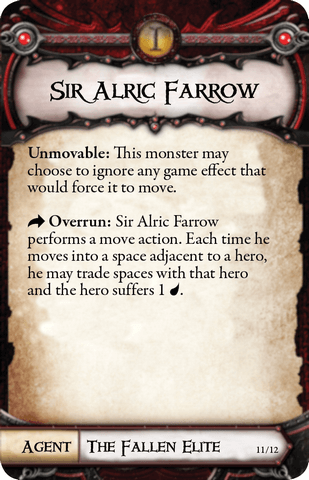 I
Sir Alric Farrow
Unmovable: This monster may
choose to ignore any game effect that
would force it to move.
Overrun: Sir Alric Farrow
performs a move action. Each time he
moves into a space adjacent to a hero,
he may trade spaces with that hero
and the hero suffers 1 .
Agent The Fallen Elite 11/12